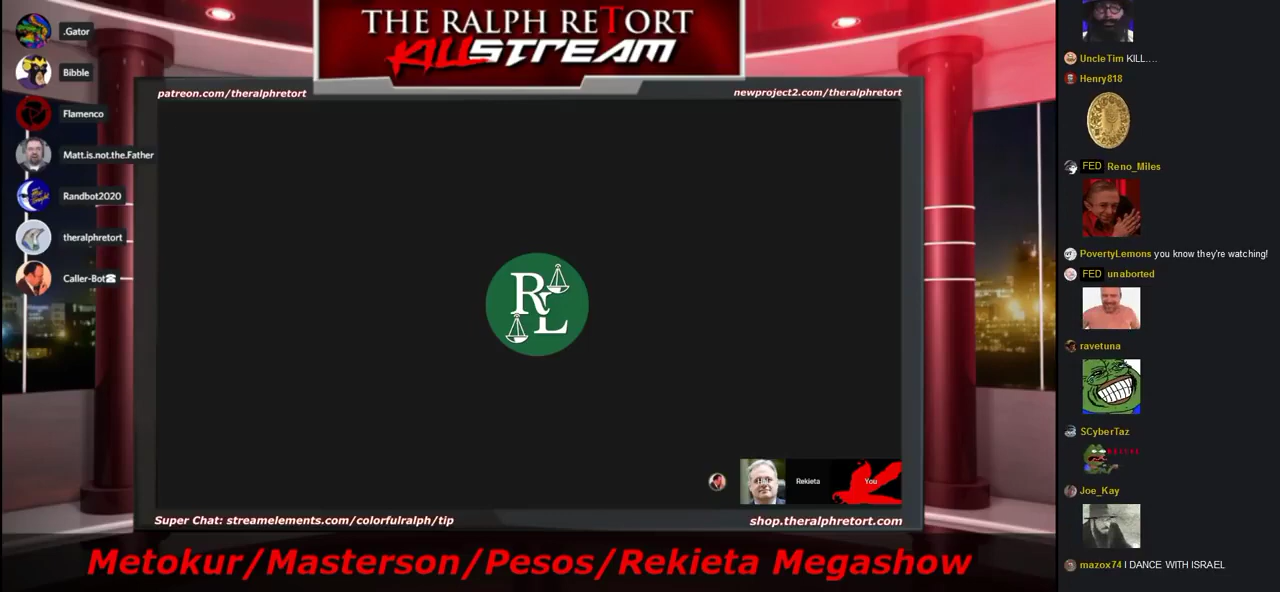 THE RALPH RETORT
KILLSTREAM
patreon.com/theralphretort
newproject2.com/theralphretort
.Gator
Bibble
Flamenco
Matt.is.not.the.Father
Randbot2020
theralphretort
Caller-Bot☎
RL
Rekieta
You
Super Chat: streamelements.com/colorfulralph/tip
shop.theralphretort.com
Metokur/Masterson/Pesos/Rekieta Megashow
UncleTim KILL....
Henry818
FED Reno_Miles
PovertyLemons you know they're watching!
FED unaborted
ravetuna
SCyberTaz
Joe_Kay
mazox74 I DANCE WITH ISRAEL